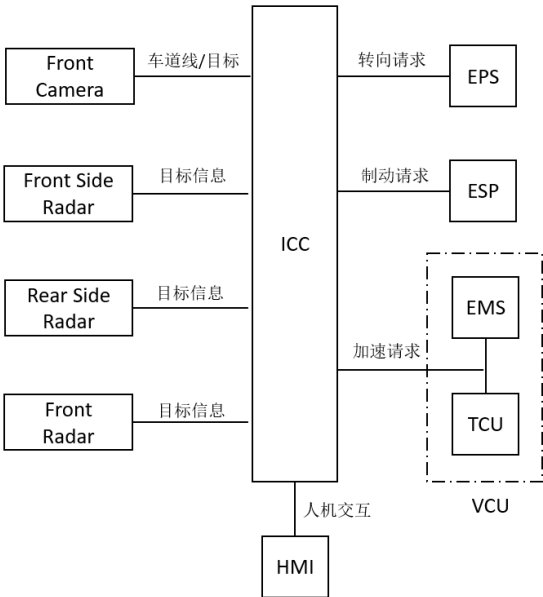 Front
Camera
车道线/目标
转向请求
EPS
Front Side
Radar
目标信息
制动请求
ESP
ICC
Rear Side
Radar
目标信息
EMS
加速请求
Front
Radar
目标信息
TCU
VCU
人机交互
HMI